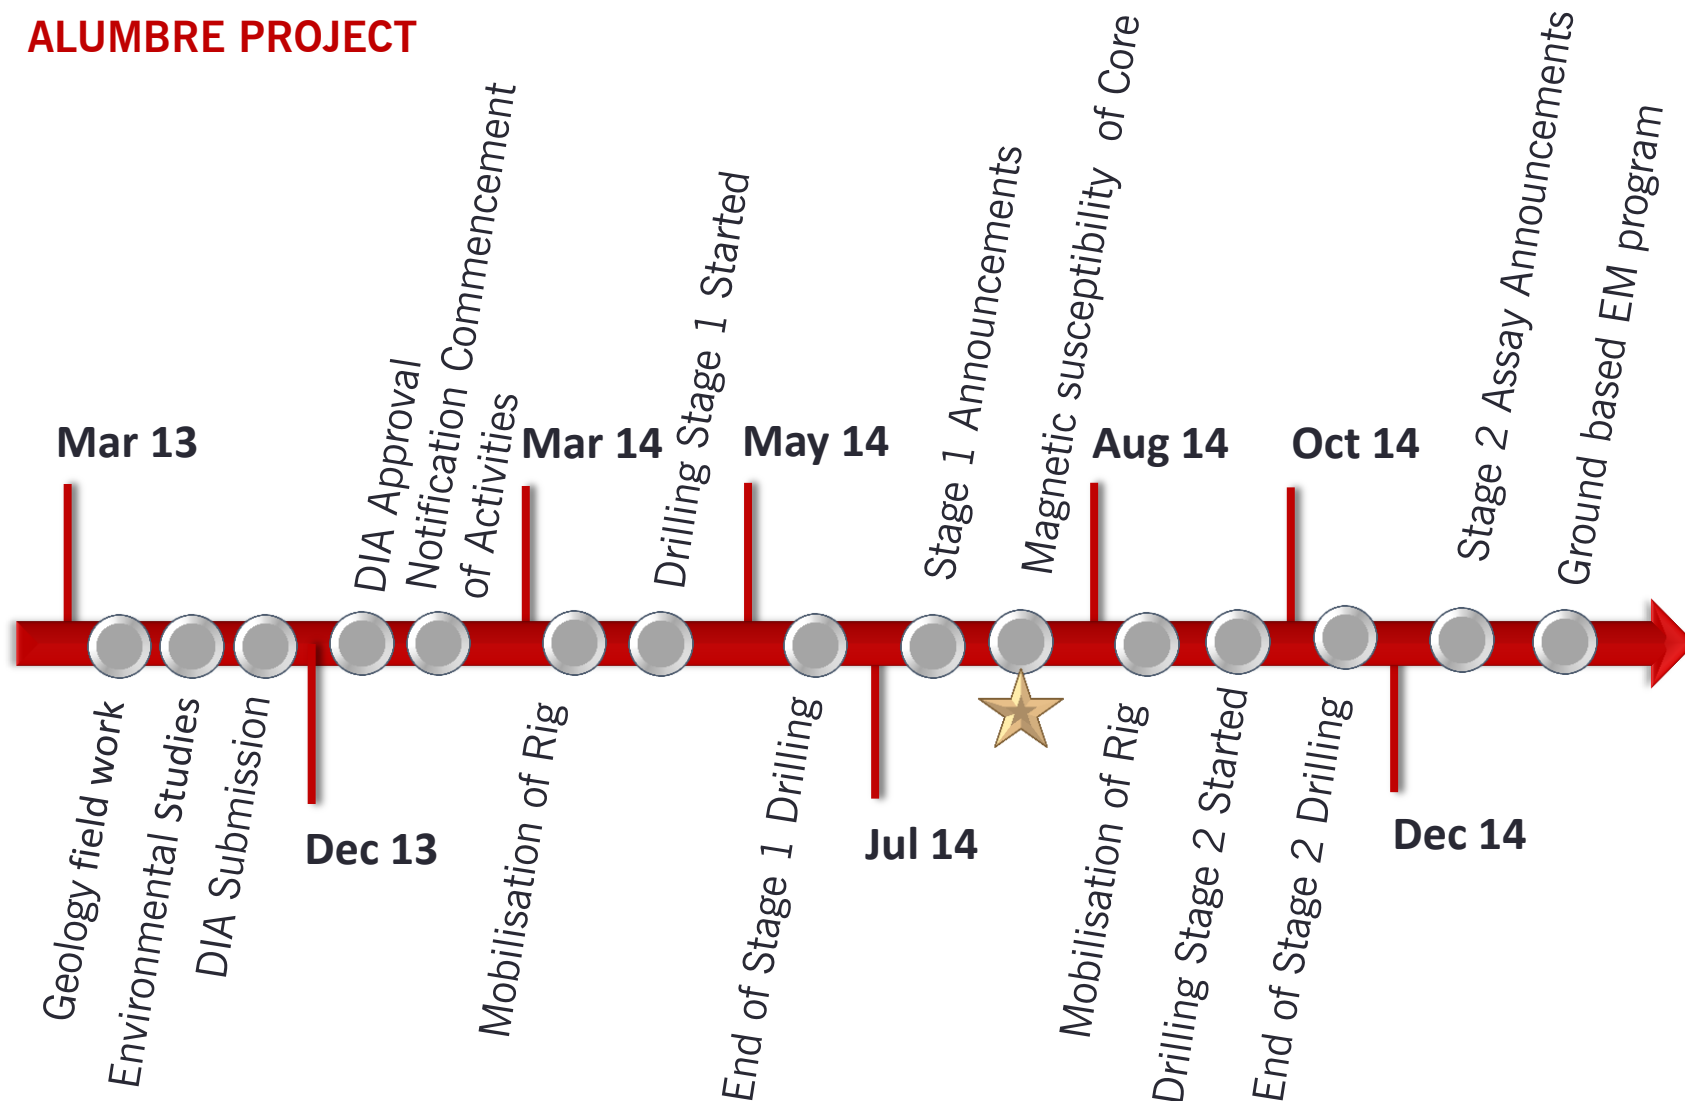 ALUMBRE PROJECT
Mar 13
Geology field work
Environmental Studies
DIA Submission
Dec 13
DIA Approval
Notification Commencement
of Activities
Mar 14
Mobilisation of Rig
Drilling Stage 1 Started
May 14
End of Stage 1 Drilling
Jul 14
Stage 1 Announcements
Magnetic susceptibility of Core
Aug 14
Mobilisation of Rig
Drilling Stage 2 Started
Oct 14
End of Stage 2 Drilling
Dec 14
Stage 2 Assay Announcements
Ground based EM program